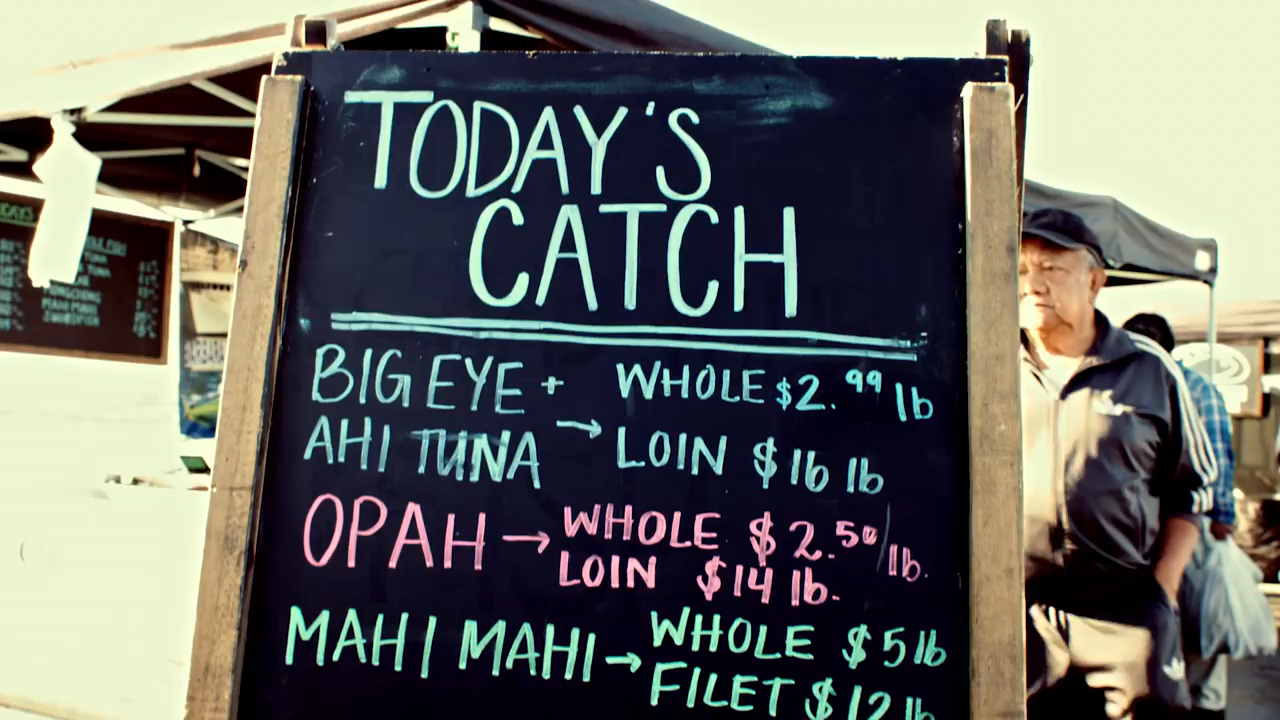 TODAY'S
CATCH
BIG EYE + WHOLE $2.99 lb
AHI TUNA → LOIN $16 lb
OPAH → WHOLE $2.50/lb.
LOIN $14 lb.
MAHI MAHI → WHOLE $5 lb
FILET $12 lb